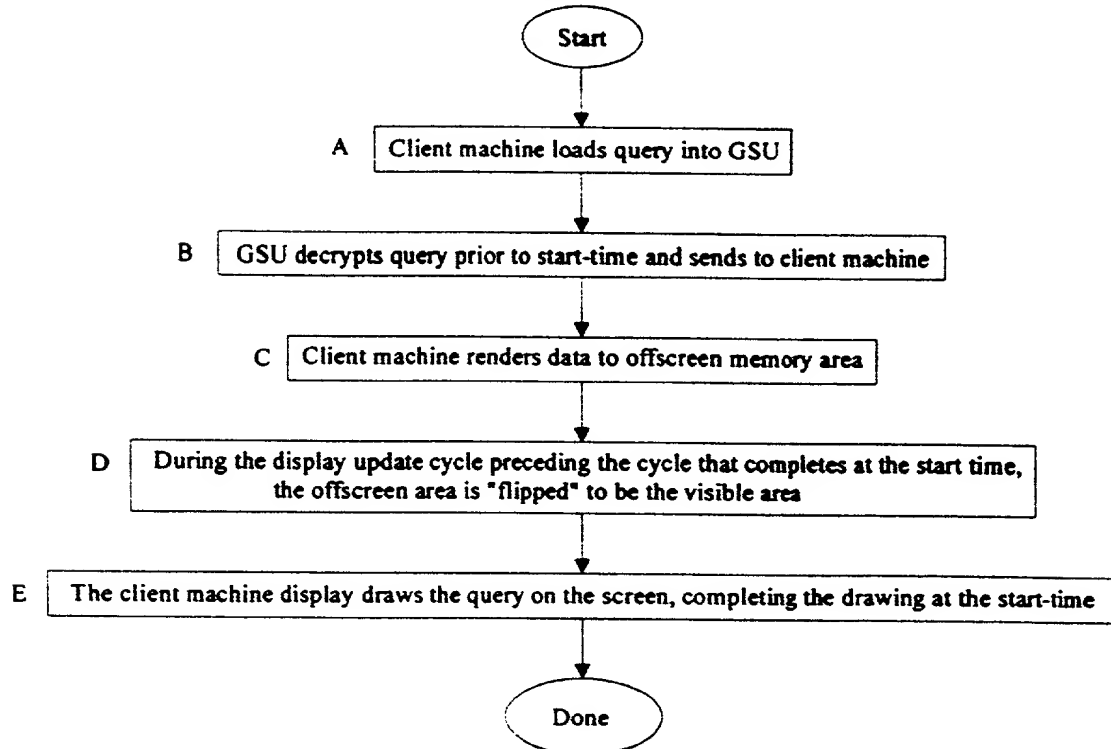 Start
A Client machine loads query into GSU
B GSU decrypts query prior to start-time and sends to client machine
C Client machine renders data to offscreen memory area
D During the display update cycle preceding the cycle that completes at the start time,
the offscreen area is "flipped" to be the visible area
E The client machine display draws the query on the screen, completing the drawing at the start-time
Done